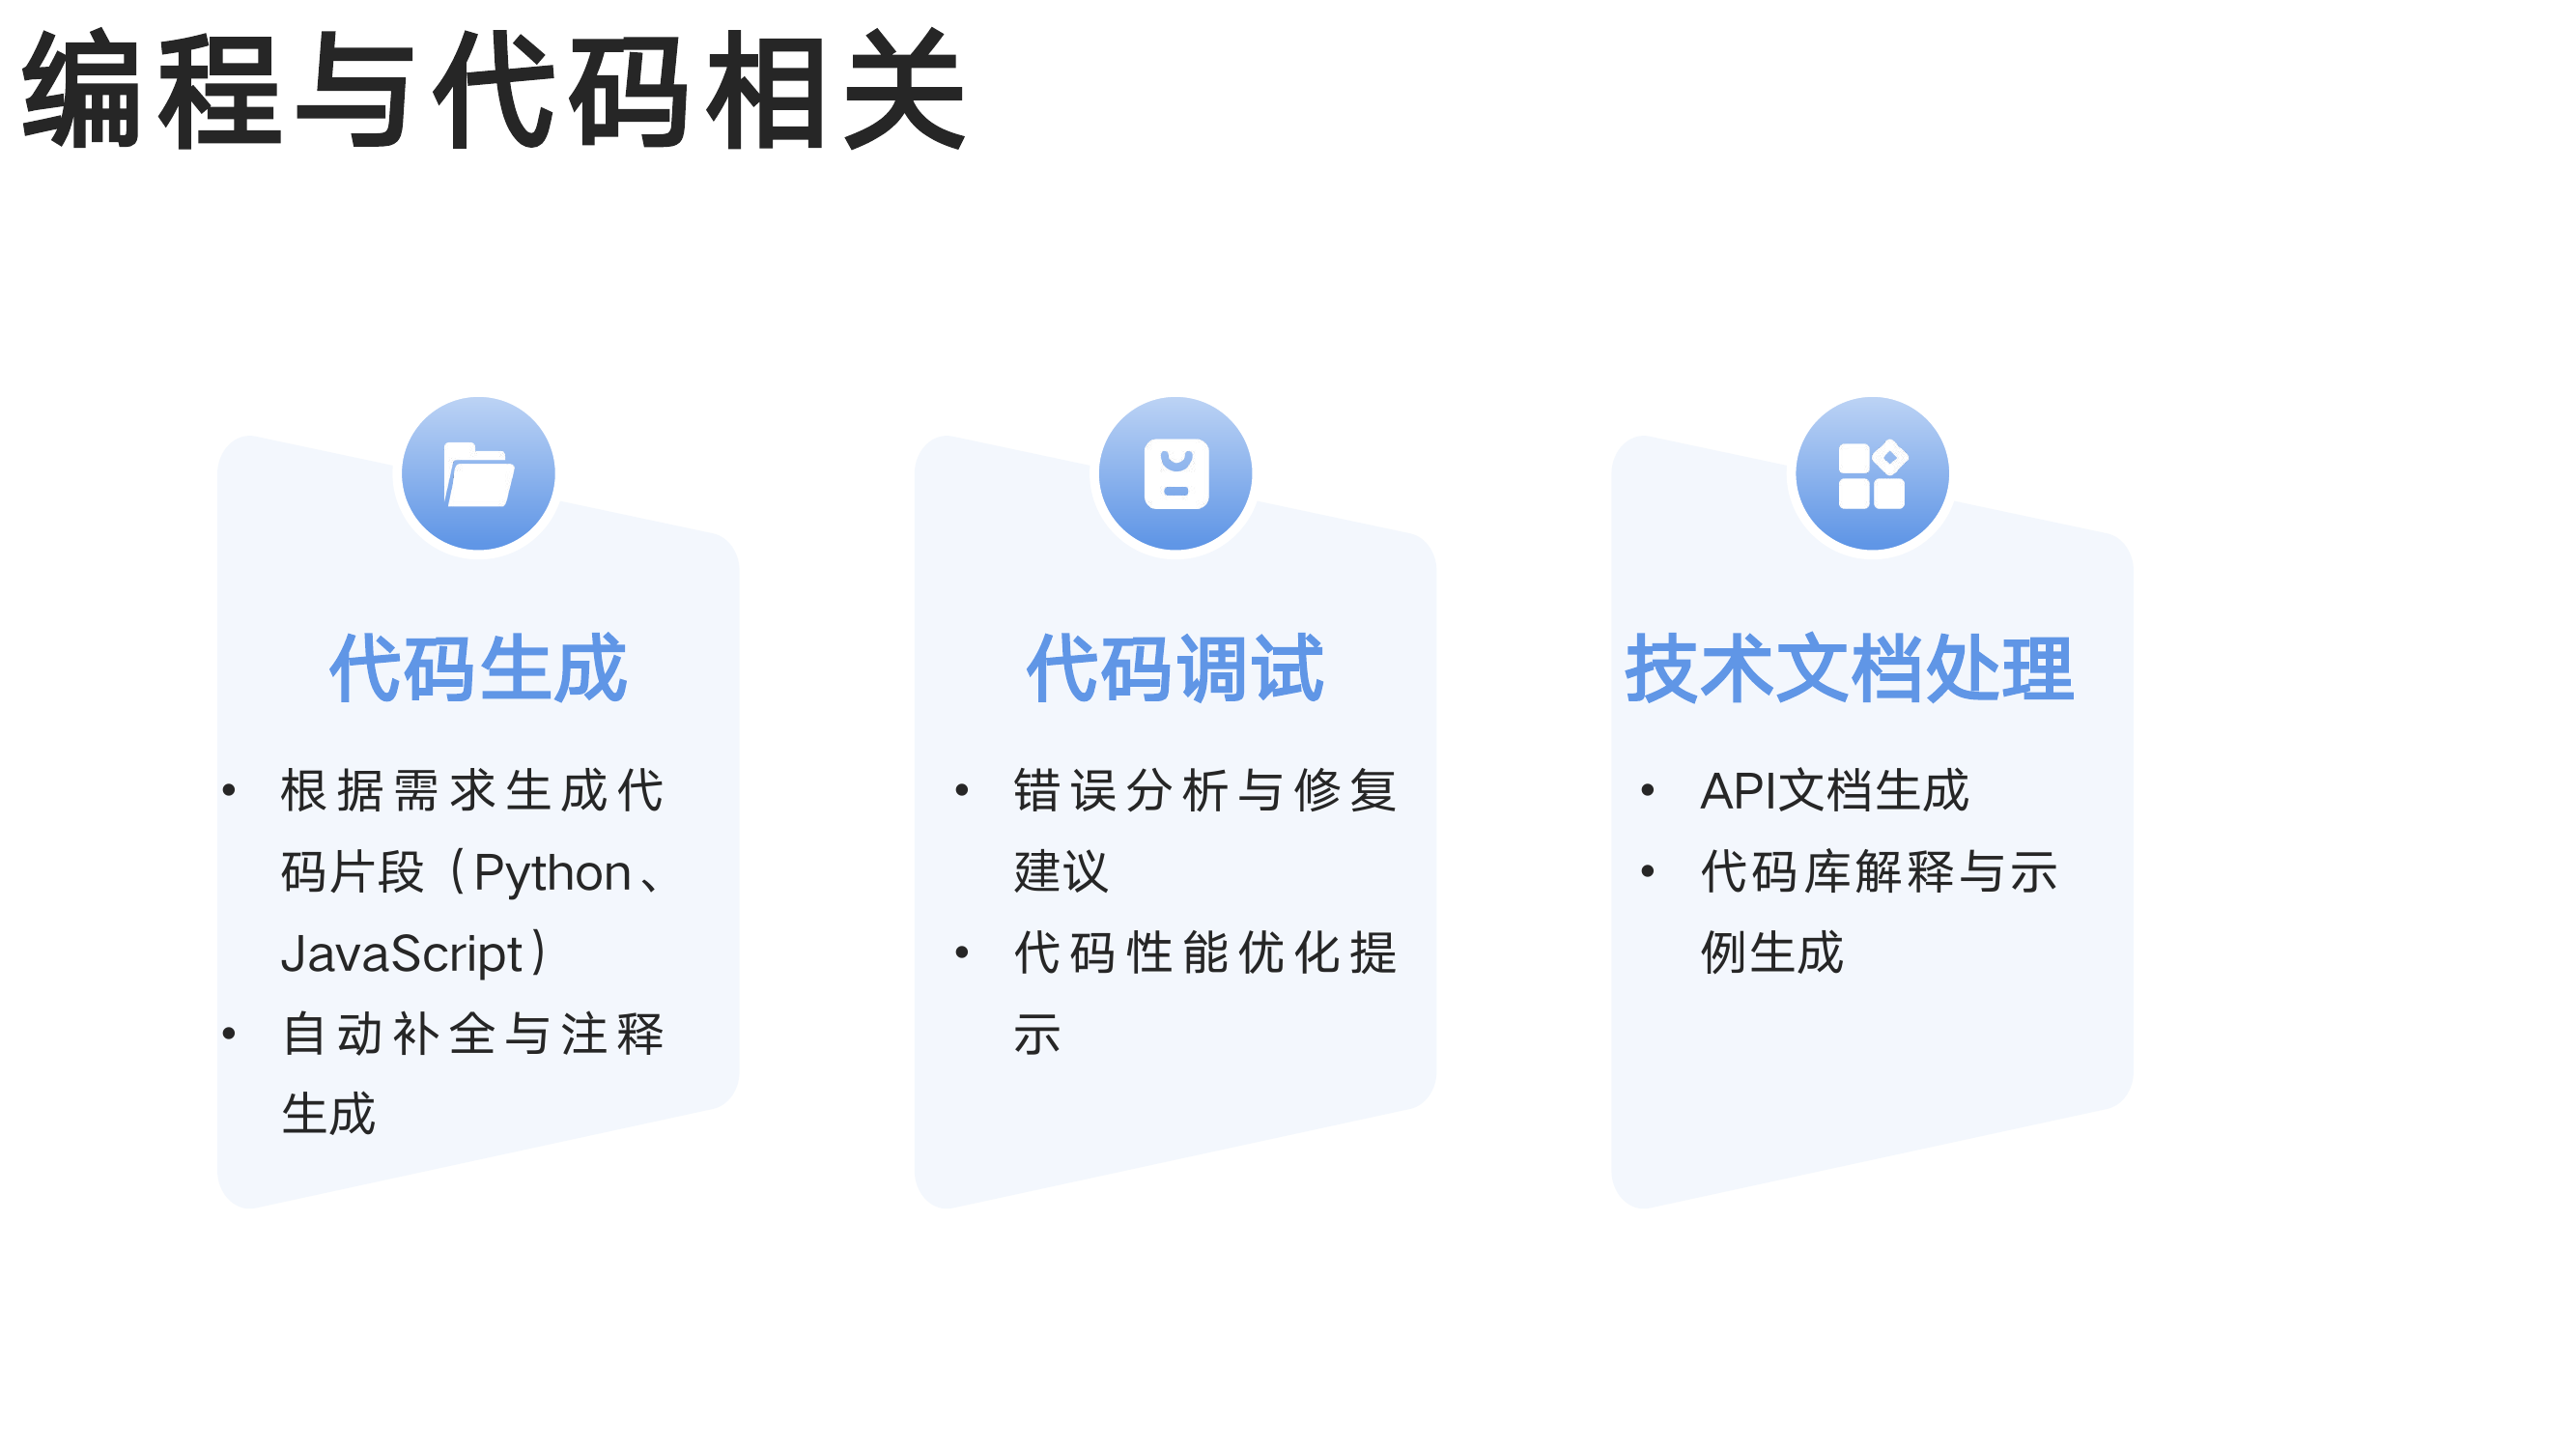 编程与代码相关
代码生成
• 根据需求生成代
码片段（Python、
JavaScript）
• 自动补全与注释
生成
代码调试
• 错误分析与修复
建议
• 代码性能优化提
示
技术文档处理
• API文档生成
• 代码库解释与示
例生成